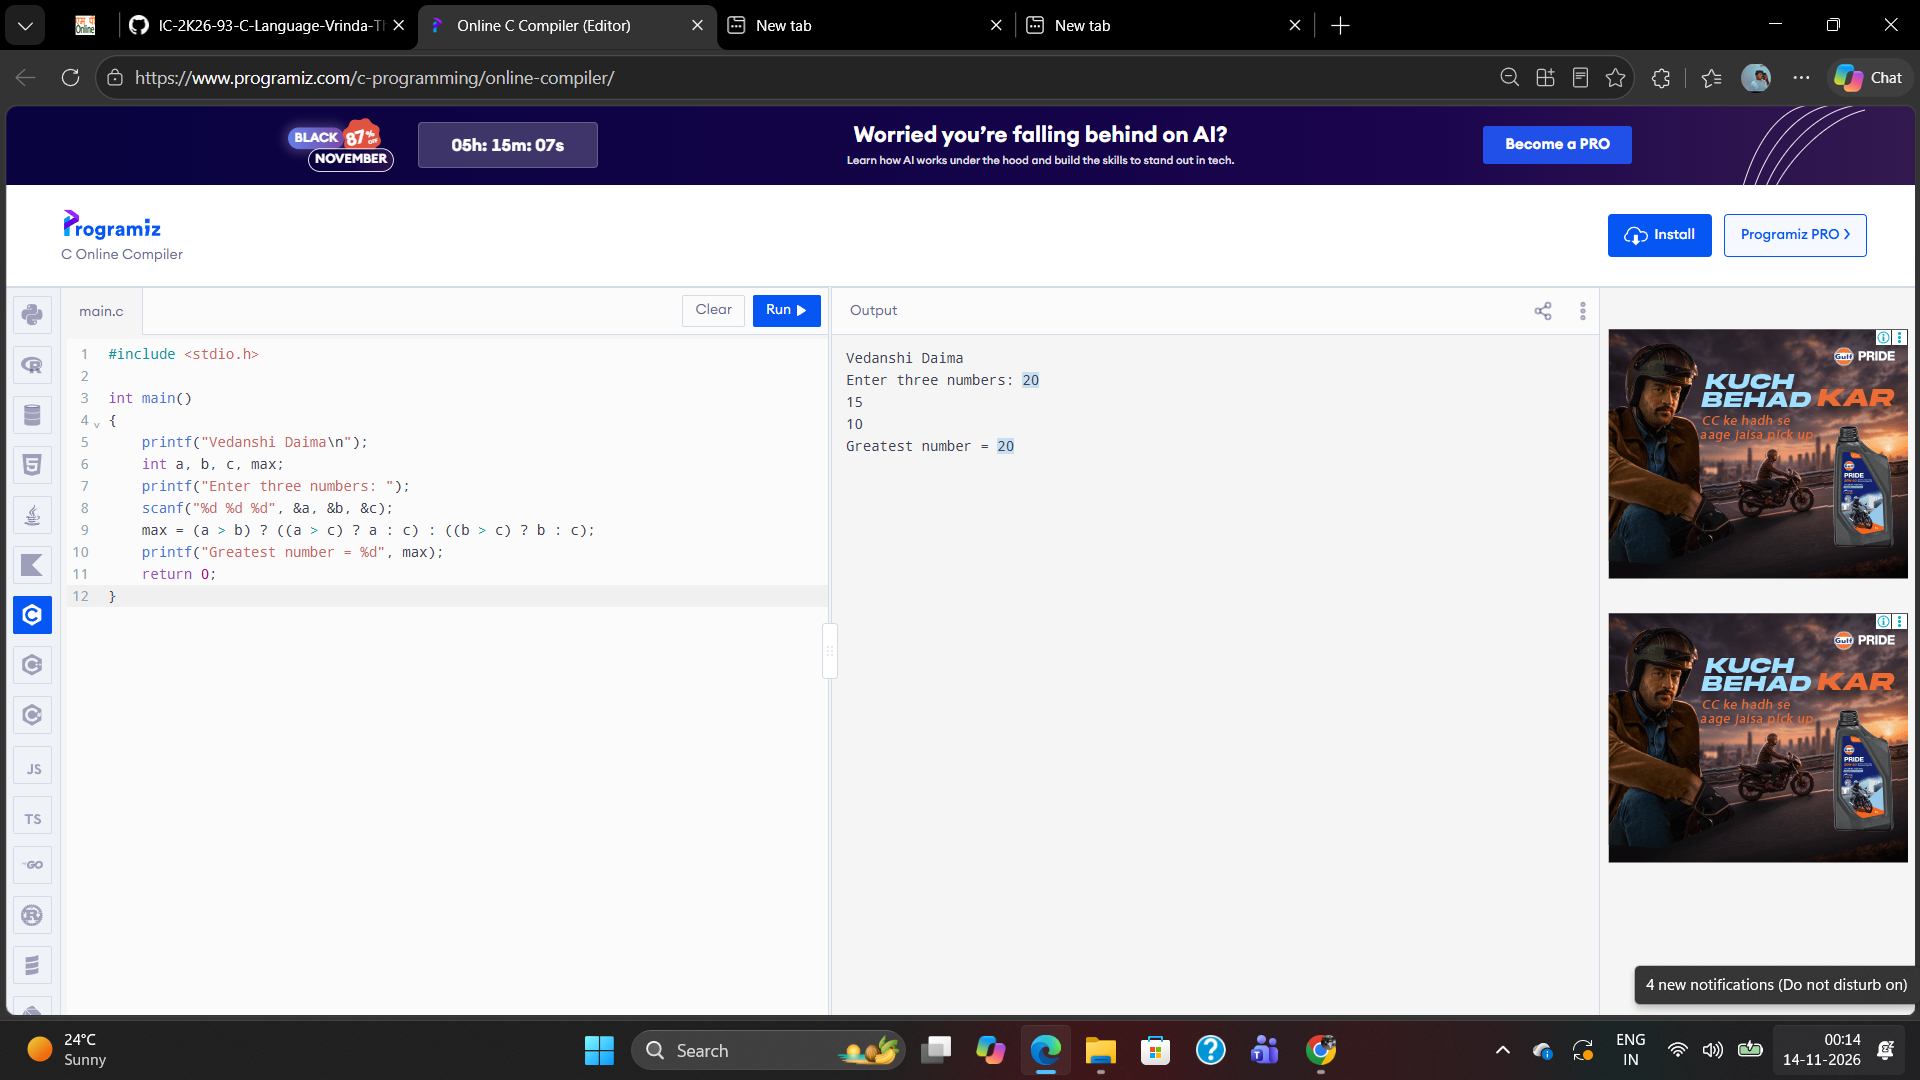 IC-2K26-93-C-Language-Vrinda-Th
Online C Compiler (Editor)
New tab
New tab
https://www.programiz.com/c-programming/online-compiler/
Chat
BLACK 87% OFF
NOVEMBER
05h: 15m: 07s
Worried you're falling behind on AI?
Learn how AI works under the hood and build the skills to stand out in tech.
Become a PRO
Programiz
C Online Compiler
Install
Programiz PRO >
main.c
Clear
Run
Output
1 #include <stdio.h>
2
3 int main()
4 {
5     printf("Vedanshi Daima\n");
6     int a, b, c, max;
7     printf("Enter three numbers: ");
8     scanf("%d %d %d", &a, &b, &c);
9     max = (a > b) ? ((a > c) ? a : c) : ((b > c) ? b : c);
10     printf("Greatest number = %d", max);
11     return 0;
12 }
Vedanshi Daima
Enter three numbers: 20
15
10
Greatest number = 20
JS
TS
GO
Gulf PRIDE
KUCH
BEHAD KAR
CC ke hadh se
aage jaisa pick up
PRIDE
Gulf PRIDE
KUCH
BEHAD KAR
CC ke hadh se
aage jaisa pick up
PRIDE
4 new notifications (Do not disturb on)
24°C
Sunny
Search
ENG
IN
00:14
14-11-2026